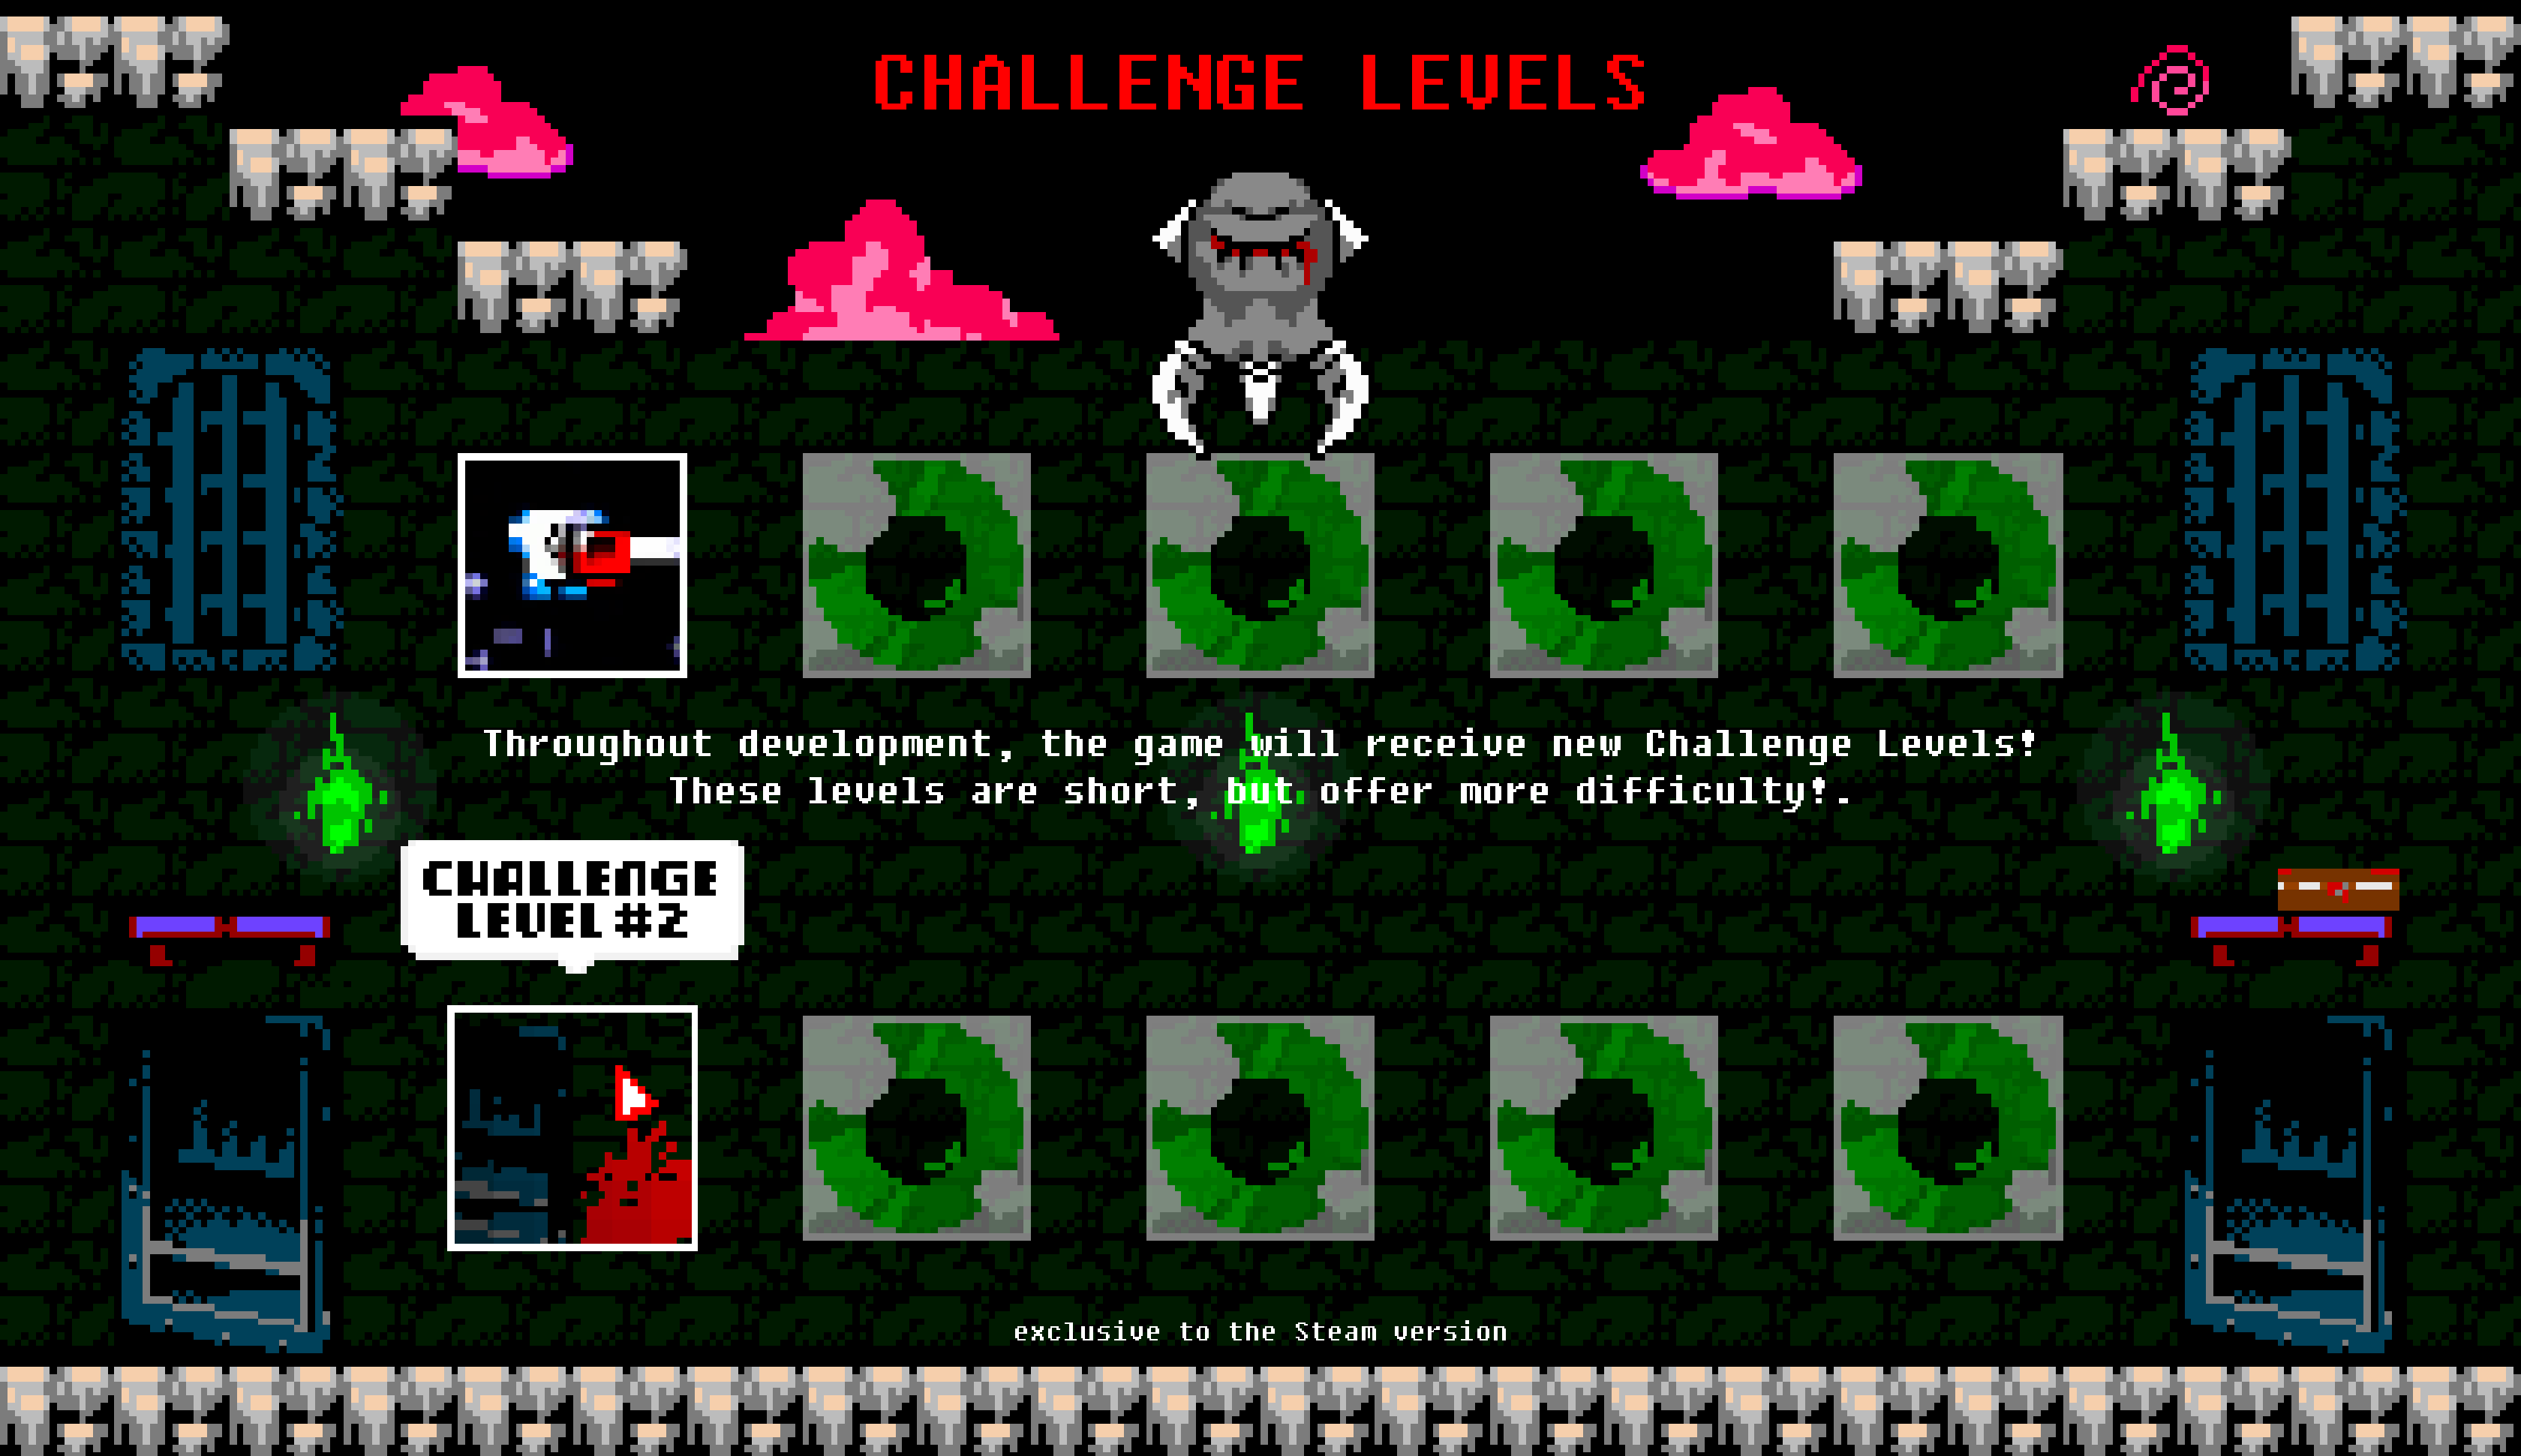 CHALLENGE LEVELS
Throughout development, the game will receive new Challenge Levels!
These levels are short, but offer more difficulty!.
CHALLENGE
LEVEL #2
exclusive to the Steam version